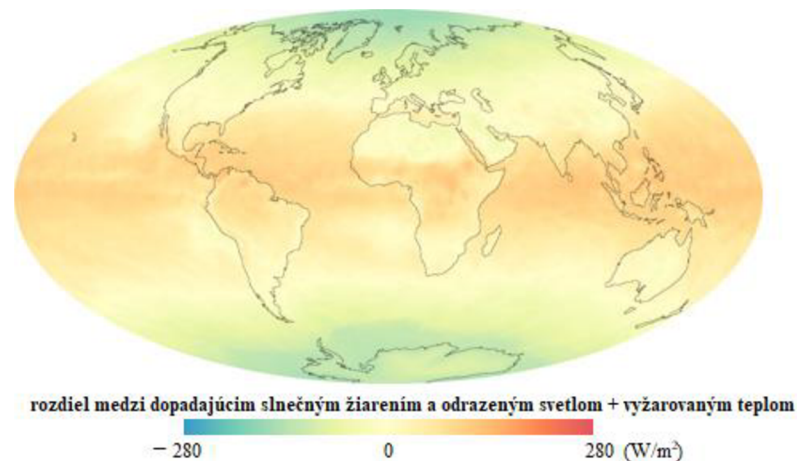 rozdiel medzi dopadajúcim slnečným žiarením a odrazeným svetlom + vyžarovaným teplom
− 280 0 280 (W/m²)